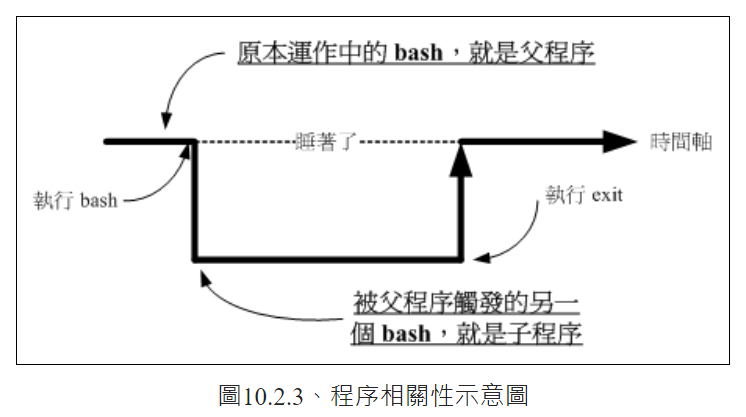 原本運作中的 bash，就是父程序
睡著了
時間軸
執行 bash
執行 exit
被父程序觸發的另一
個 bash，就是子程序
圖10.2.3、程序相關性示意圖